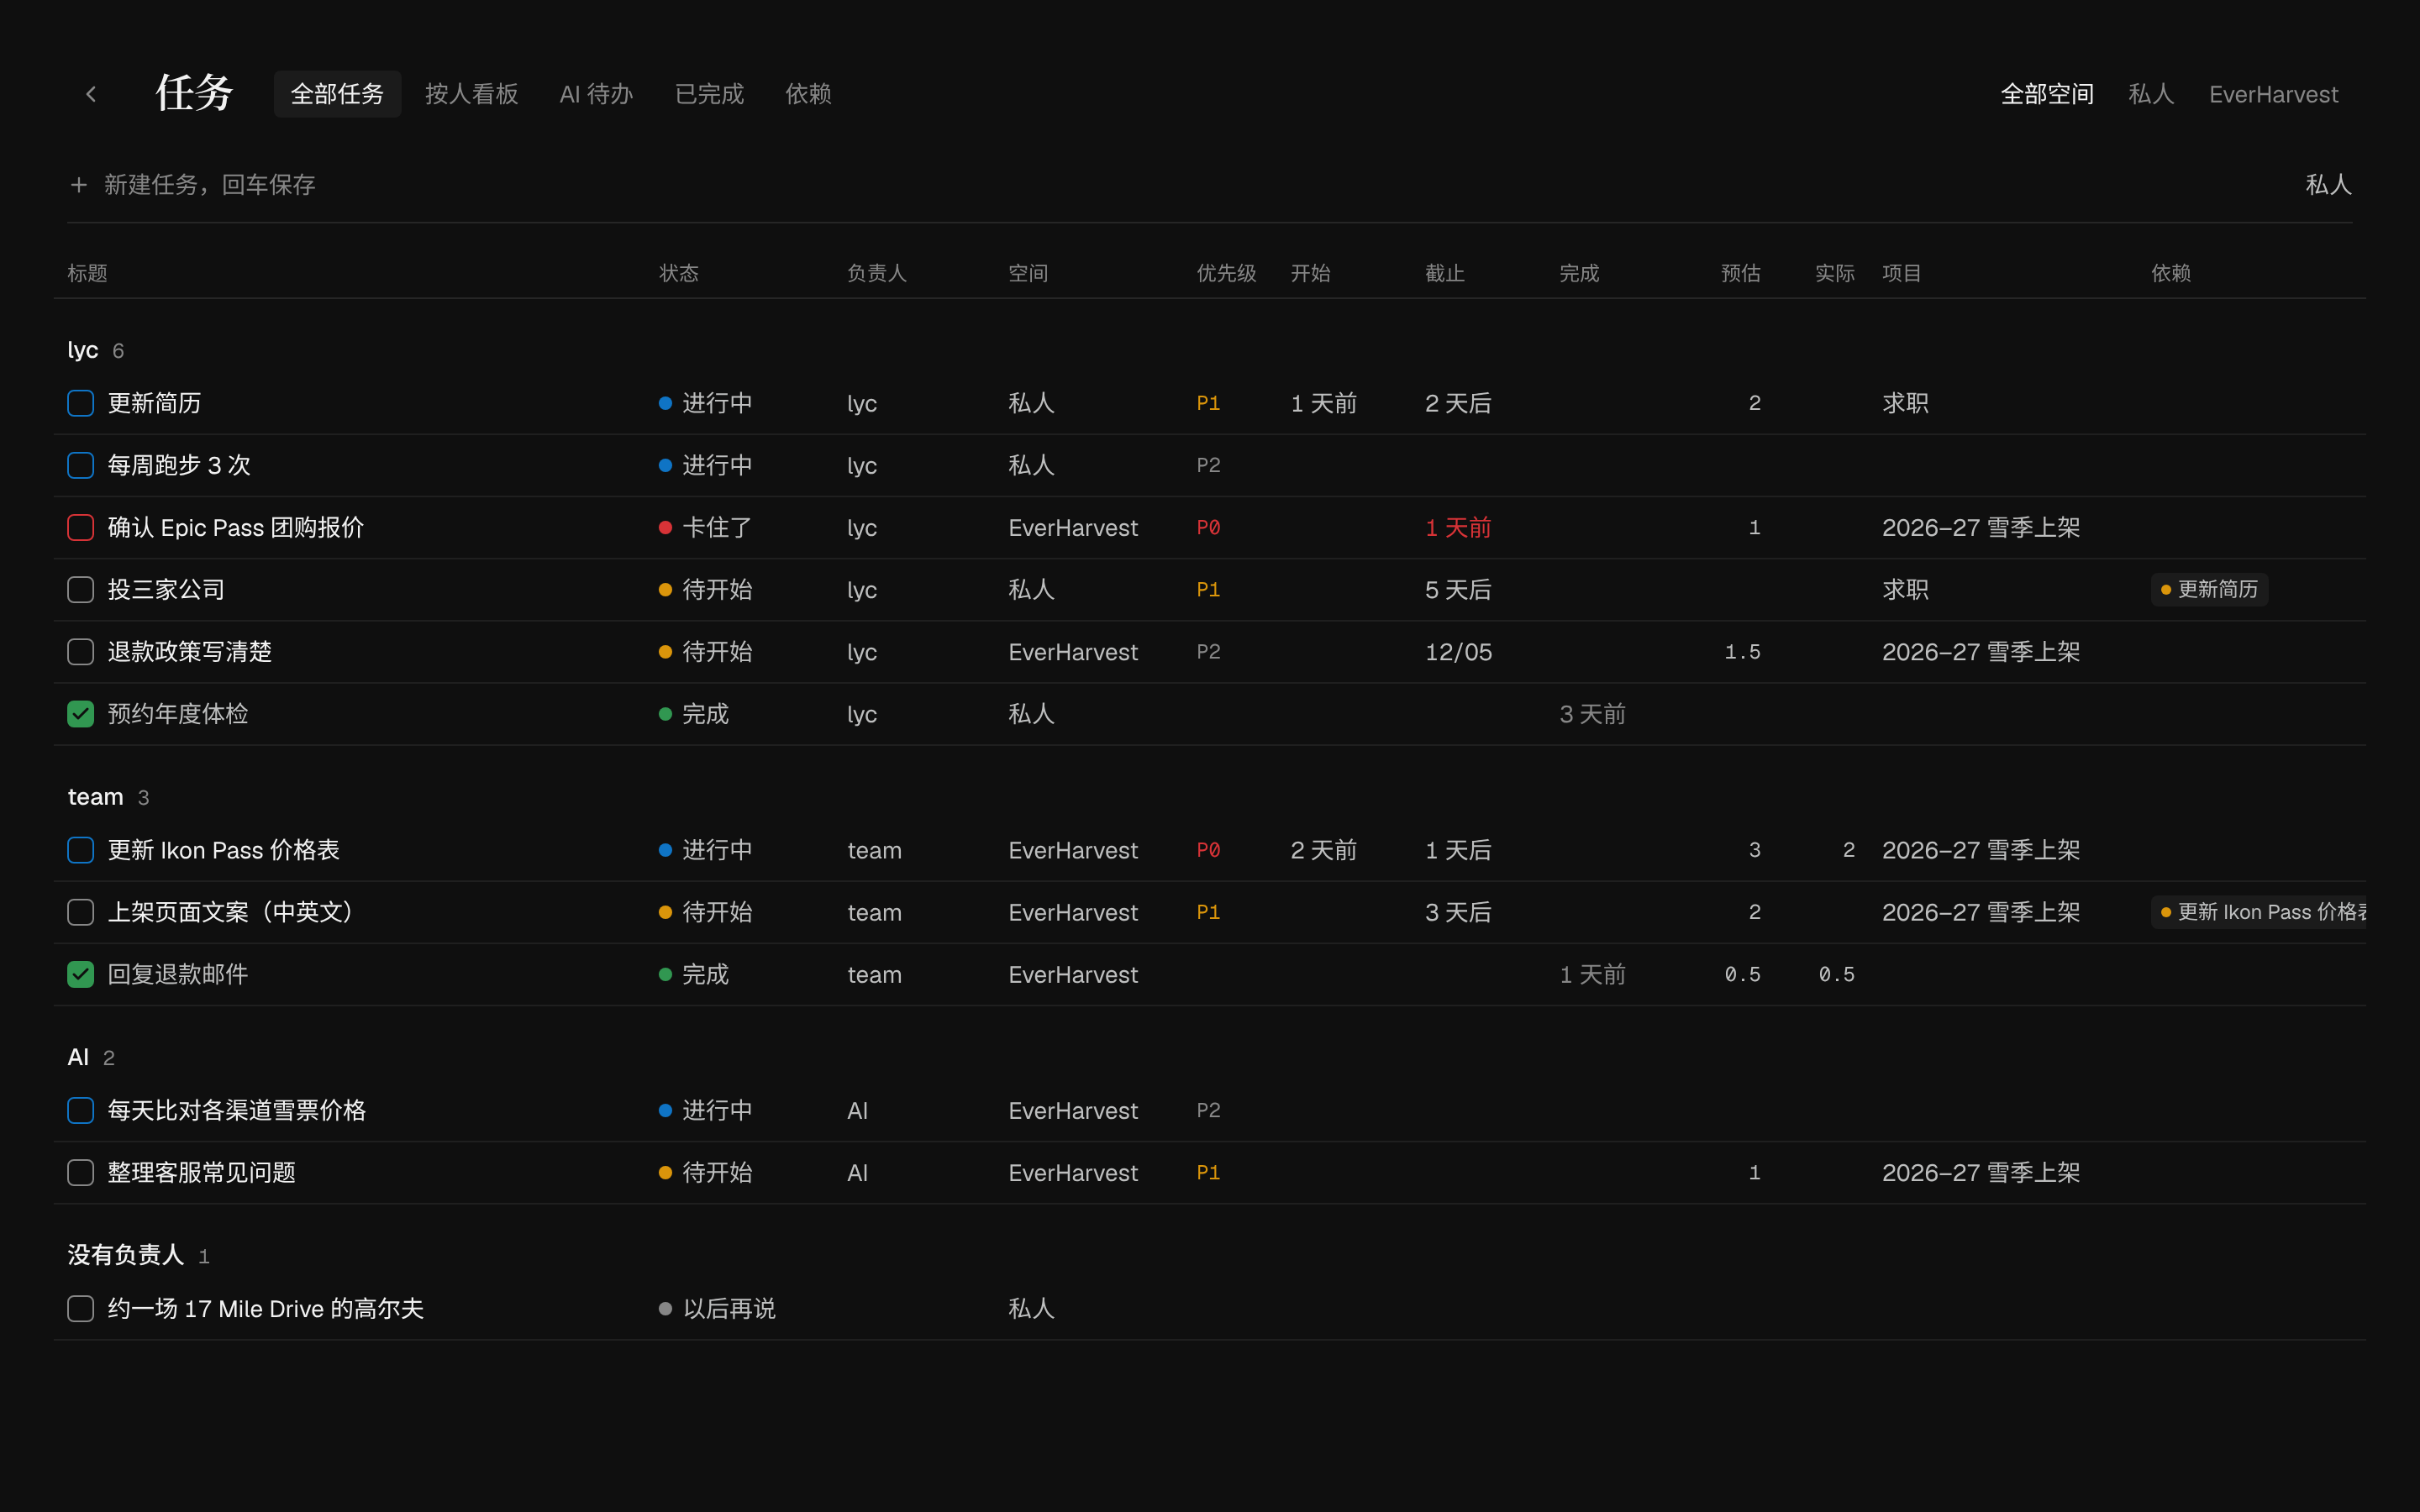 任务 全部任务 按人看板 AI 待办 已完成 依赖 全部空间 私人 EverHarvest
+ 新建任务，回车保存 私人
标题 状态 负责人 空间 优先级 开始 截止 完成 预估 实际 项目 依赖
lyc 6
更新简历 进行中 lyc 私人 P1 1 天前 2 天后 2 求职
每周跑步 3 次 进行中 lyc 私人 P2
确认 Epic Pass 团购报价 卡住了 lyc EverHarvest P0 1 天前 1 2026–27 雪季上架
投三家公司 待开始 lyc 私人 P1 5 天后 求职 更新简历
退款政策写清楚 待开始 lyc EverHarvest P2 12/05 1.5 2026–27 雪季上架
预约年度体检 完成 lyc 私人 3 天前
team 3
更新 Ikon Pass 价格表 进行中 team EverHarvest P0 2 天前 1 天后 3 2 2026–27 雪季上架
上架页面文案（中英文） 待开始 team EverHarvest P1 3 天后 2 2026–27 雪季上架 更新 Ikon Pass 价格表
回复退款邮件 完成 team EverHarvest 1 天前 0.5 0.5
AI 2
每天比对各渠道雪票价格 进行中 AI EverHarvest P2
整理客服常见问题 待开始 AI EverHarvest P1 1 2026–27 雪季上架
没有负责人 1
约一场 17 Mile Drive 的高尔夫 以后再说 私人